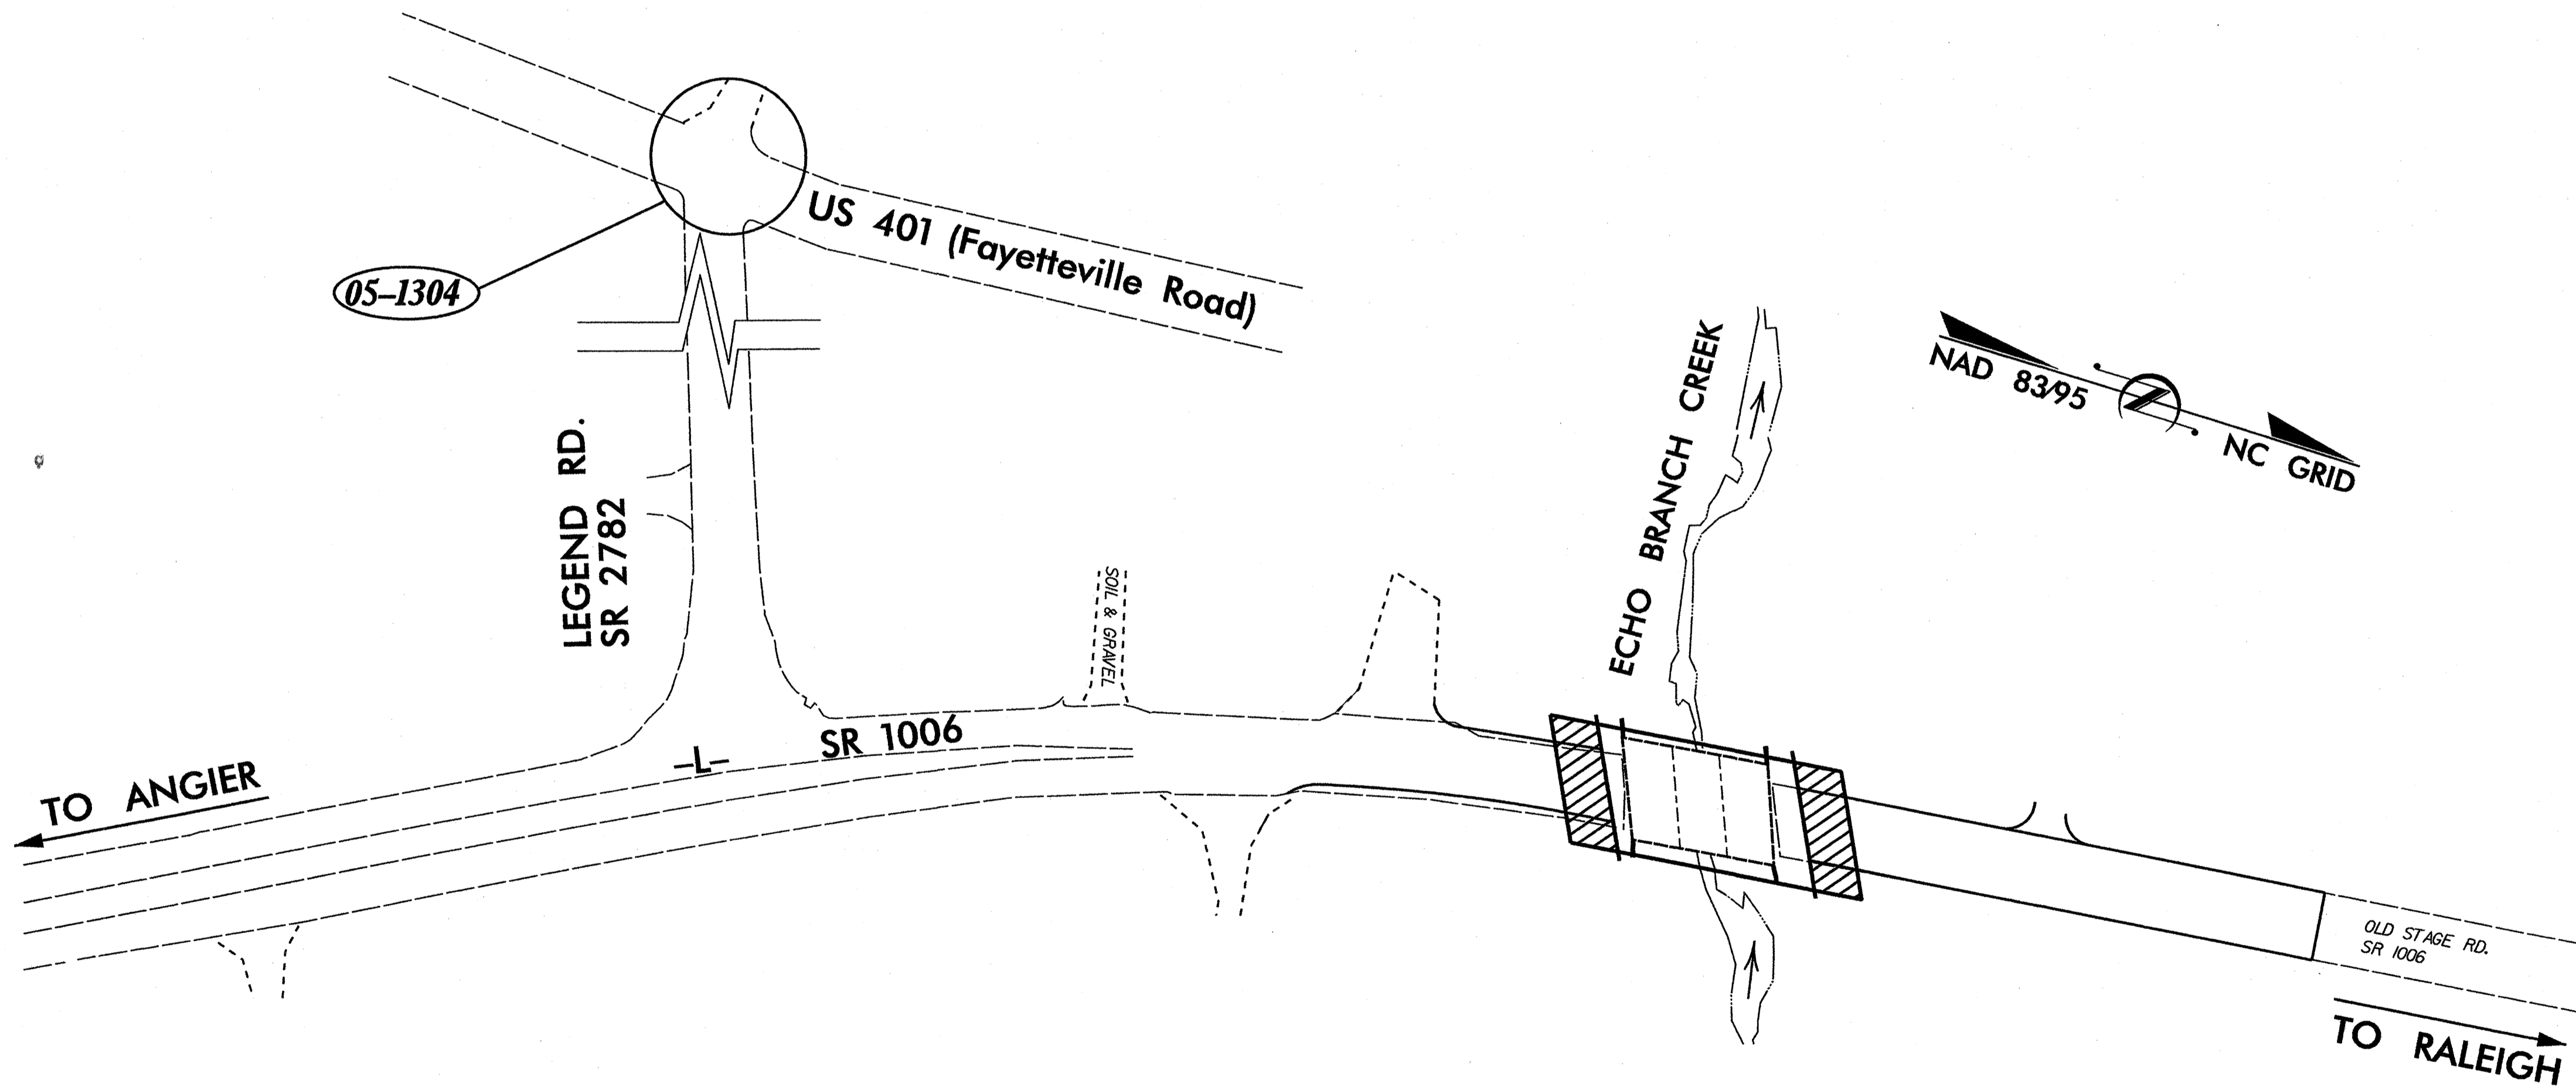 US 401 (Fayetteville Road)
05-1304
ECHO BRANCH CREEK
NAD 83/95
NC GRID
LEGEND RD.
SR 2782
SOIL & GRAVEL
-L-
SR 1006
TO ANGIER
OLD STAGE RD.
SR 1006
TO RALEIGH